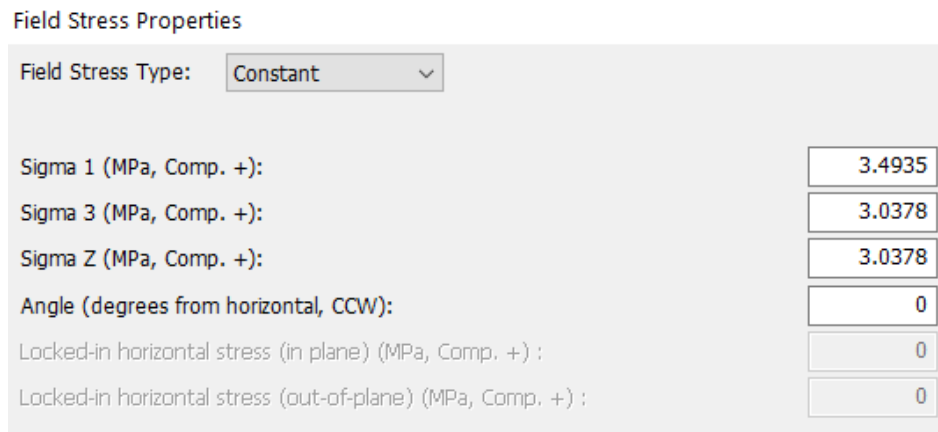 Field Stress Properties
Field Stress Type: Constant
Sigma 1 (MPa, Comp. +): 3.4935
Sigma 3 (MPa, Comp. +): 3.0378
Sigma Z (MPa, Comp. +): 3.0378
Angle (degrees from horizontal, CCW): 0
Locked-in horizontal stress (in plane) (MPa, Comp. +) : 0
Locked-in horizontal stress (out-of-plane) (MPa, Comp. +) : 0